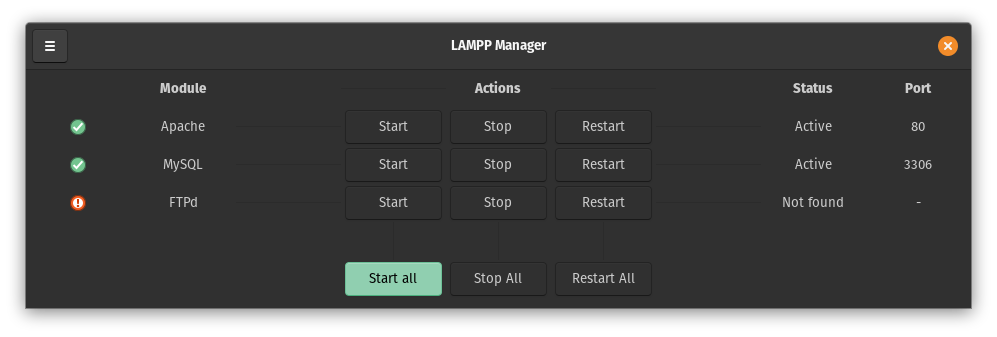 LAMPP Manager
Module Actions Status Port
Apache Start Stop Restart Active 80
MySQL Start Stop Restart Active 3306
FTPd Start Stop Restart Not found -
Start all Stop All Restart All